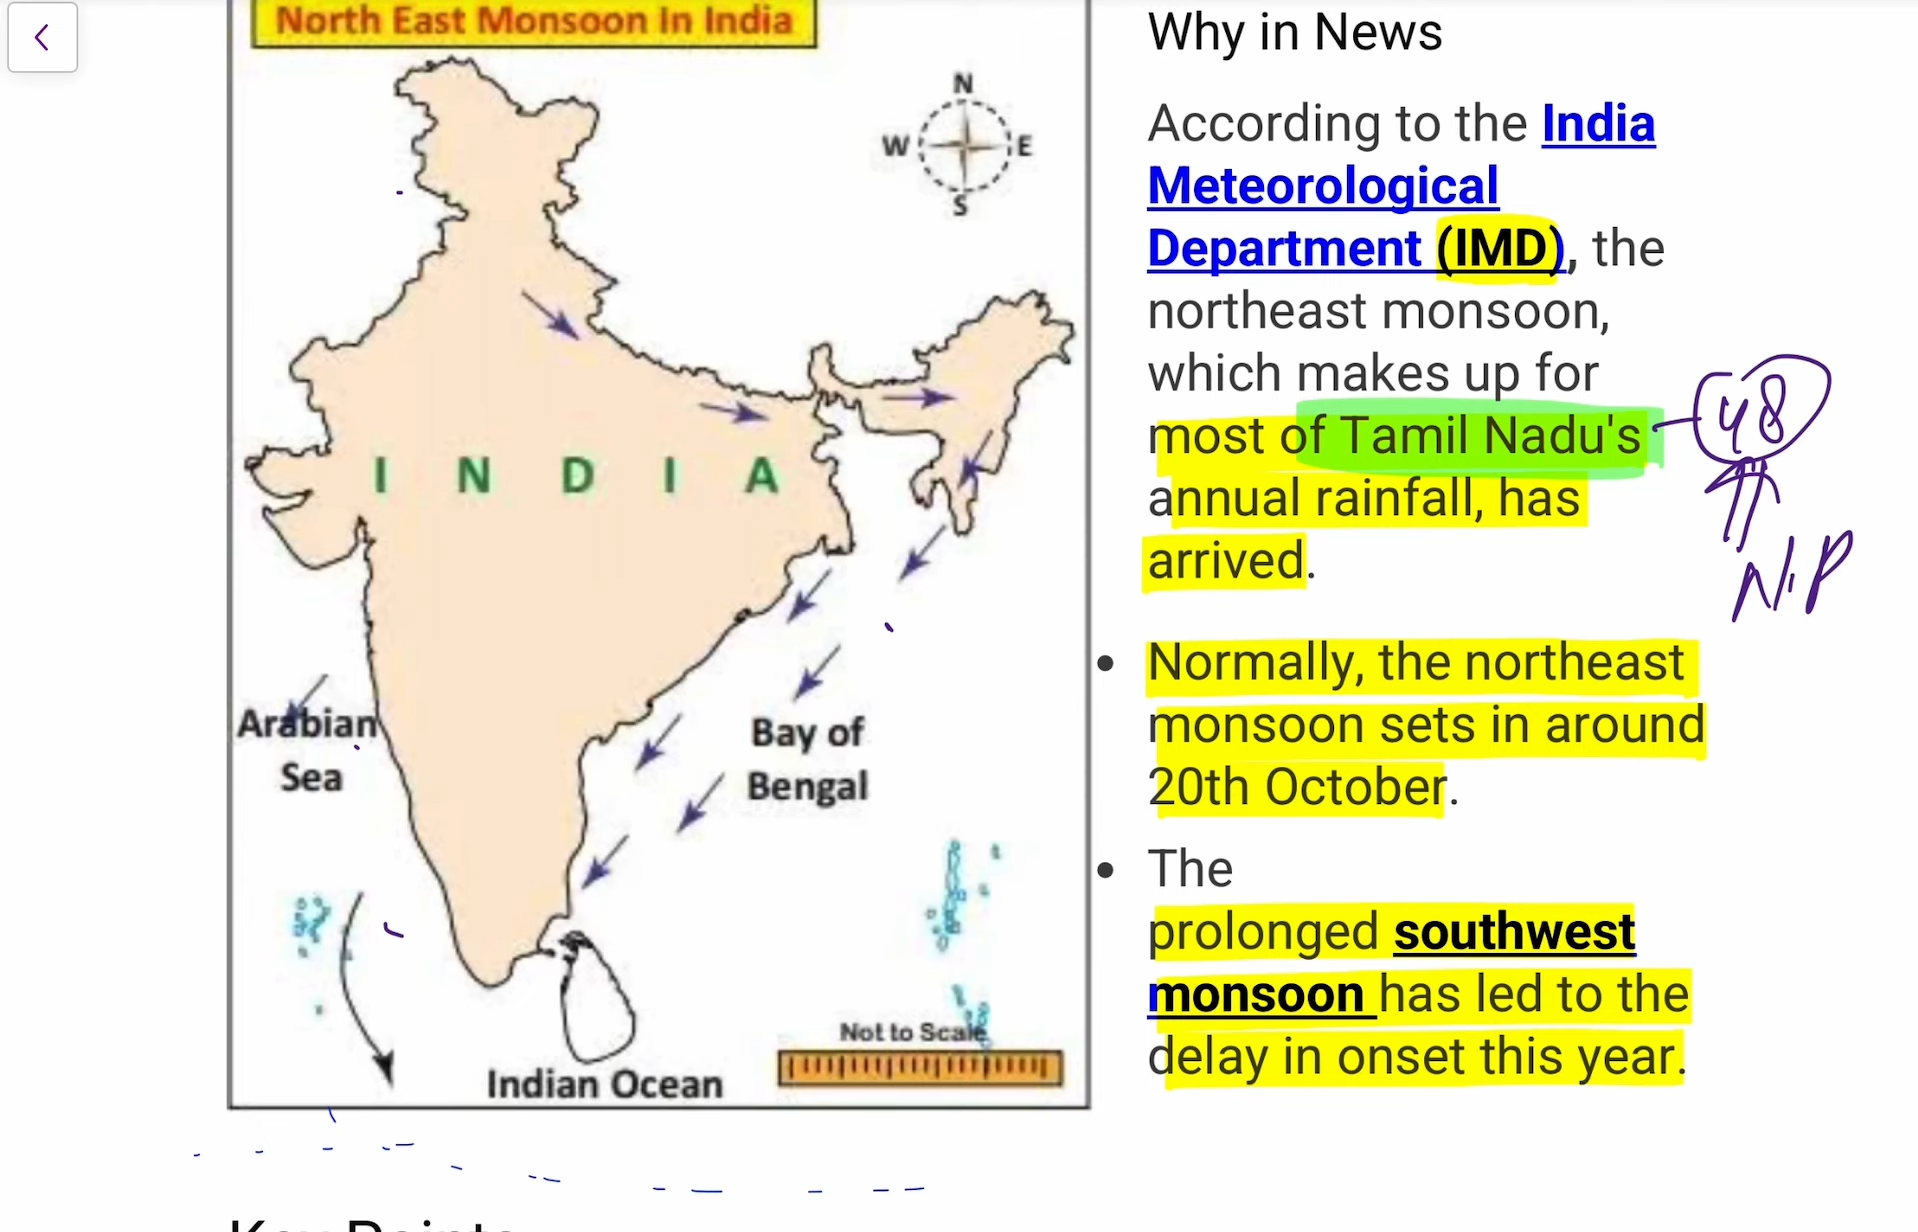 North East Monsoon In India
N
W E
S
I N D I A
Arabian
Sea
Bay of
Bengal
Not to Scale
Indian Ocean
Why in News
According to the India
Meteorological
Department (IMD), the
northeast monsoon,
which makes up for
most of Tamil Nadu's
annual rainfall, has
arrived.
48
N.P
• Normally, the northeast
monsoon sets in around
20th October.
• The
prolonged southwest
monsoon has led to the
delay in onset this year.
Key Points